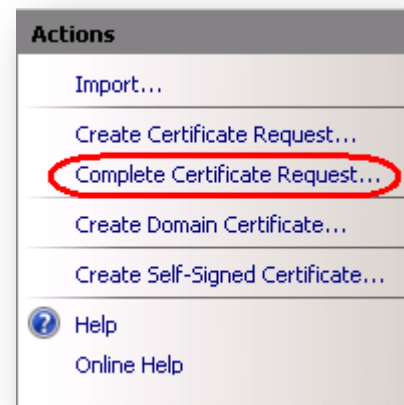 Actions
Import...
Create Certificate Request...
Complete Certificate Request...
Create Domain Certificate...
Create Self-Signed Certificate...
Help
Online Help